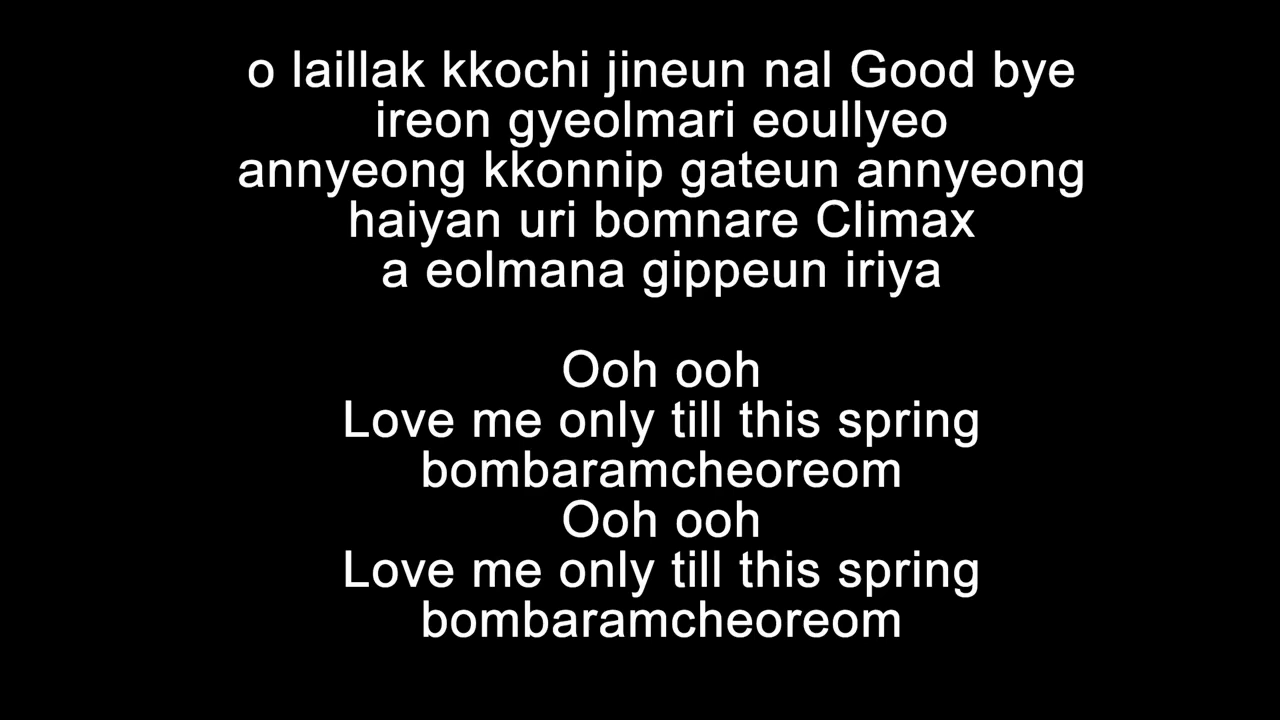 o laillak kkochi jineun nal Good bye
ireon gyeolmari eoullyeo
annyeong kkonnip gateun annyeong
haiyan uri bomnare Climax
a eolmana gippeun iriya
Ooh ooh
Love me only till this spring
bombaramcheoreom
Ooh ooh
Love me only till this spring
bombaramcheoreom